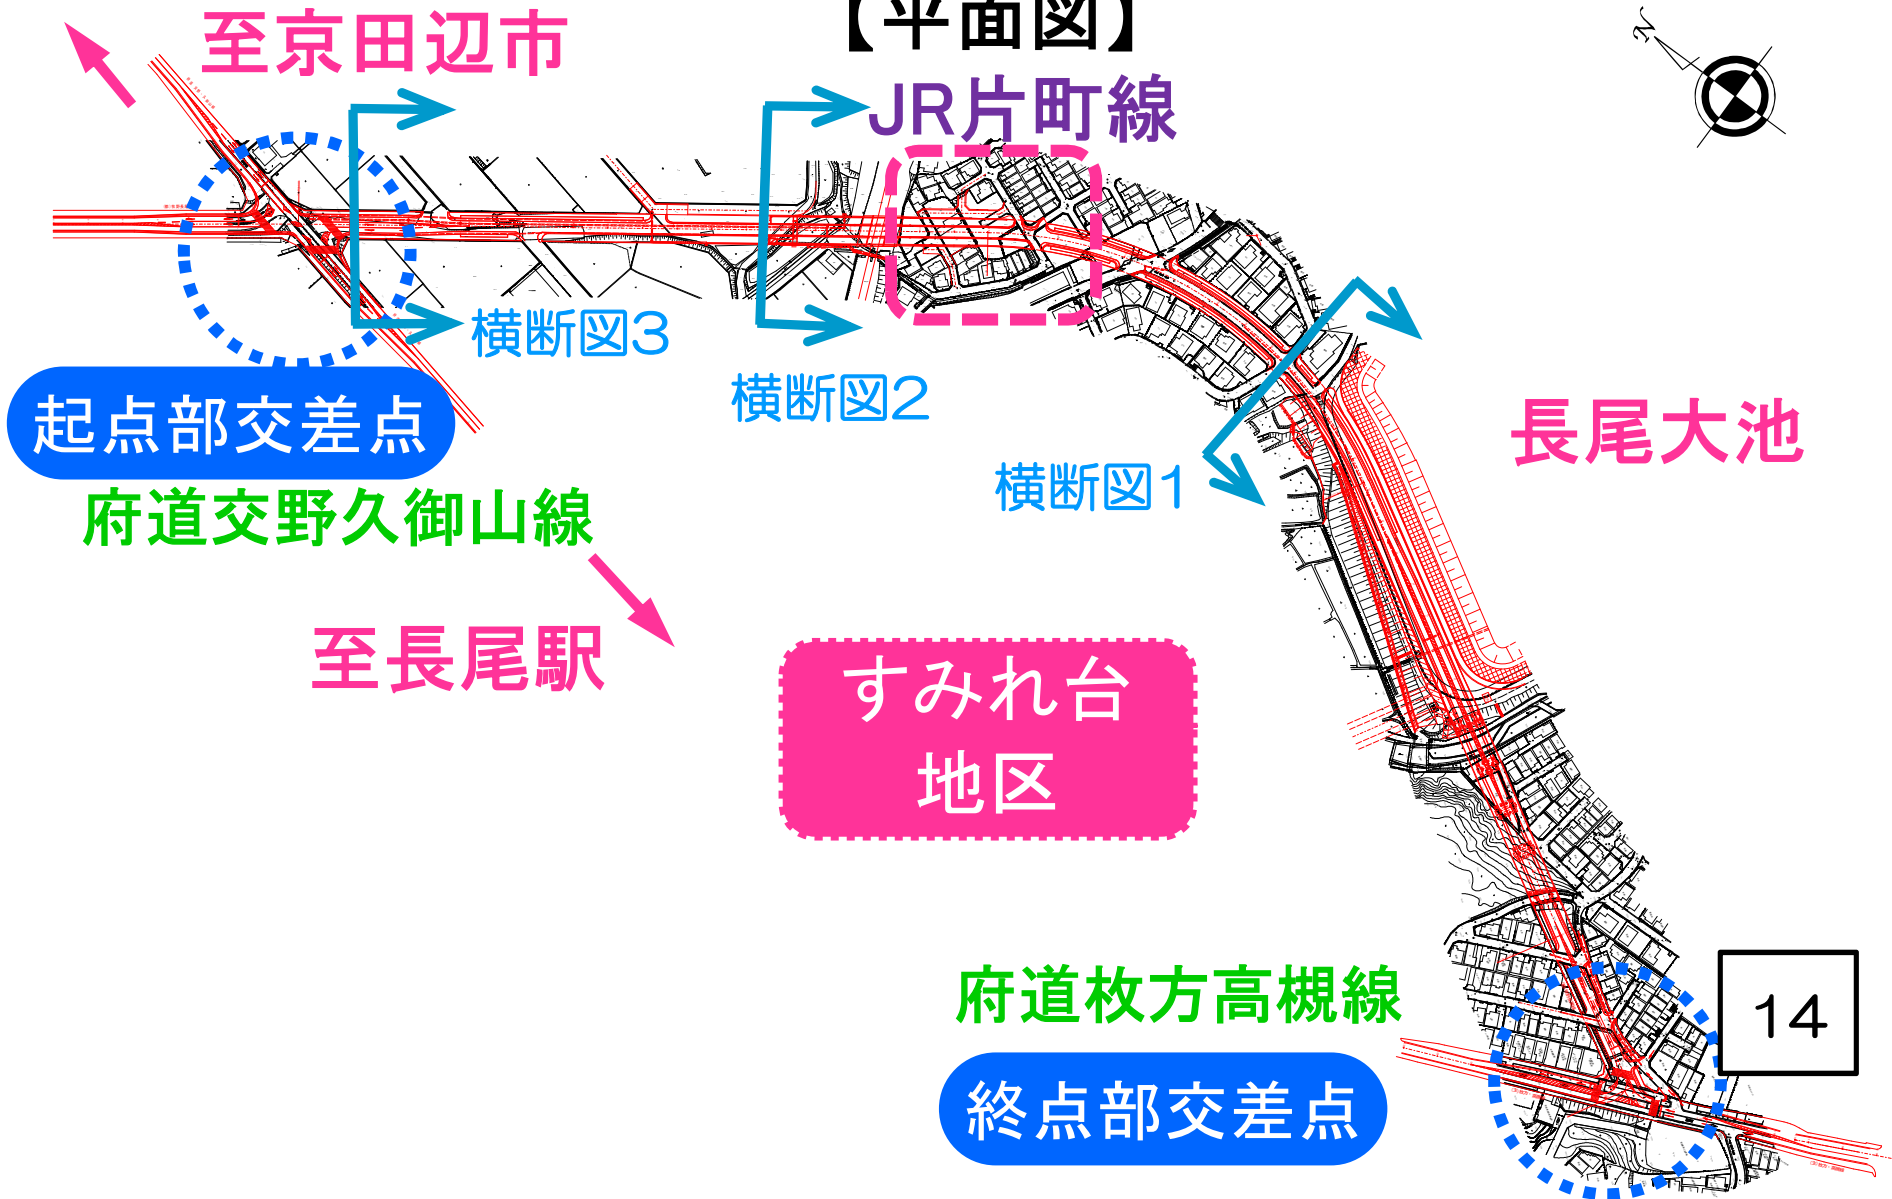 【平面図】
至京田辺市
N
JR片町線
横断図3
横断図2
起点部交差点
長尾大池
横断図1
府道交野久御山線
至長尾駅
すみれ台
地区
府道枚方高槻線
14
終点部交差点